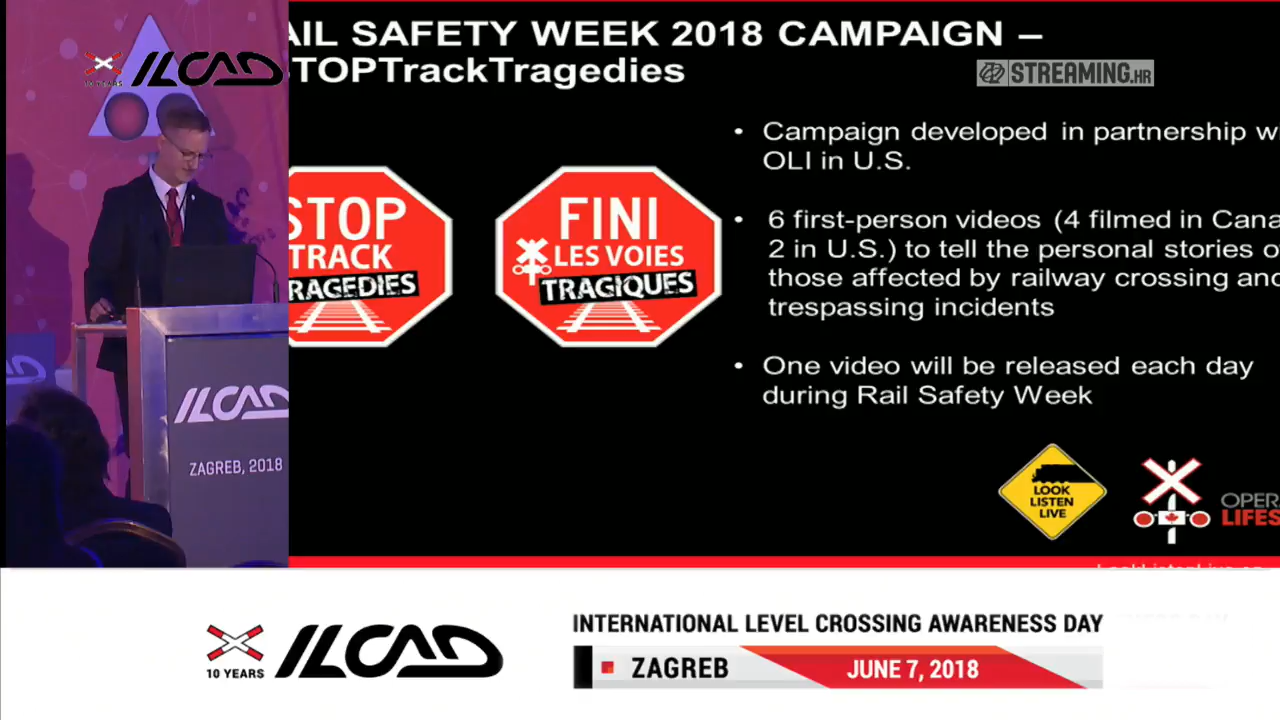 AIL SAFETY WEEK 2018 CAMPAIGN –
TOPTrackTragedies
10 YEARS ILCAD
STREAMING.HR
• Campaign developed in partnership w
OLI in U.S.
• 6 first-person videos (4 filmed in Cana
2 in U.S.) to tell the personal stories o
those affected by railway crossing and
trespassing incidents
• One video will be released each day
during Rail Safety Week
STOP
TRACK
RAGEDIES
FINI
LES VOIES
TRAGIQUES
ILCAD
ZAGREB, 2018
LOOK
LISTEN
LIVE
OPER
LIFES
10 YEARS
ILCAD
INTERNATIONAL LEVEL CROSSING AWARENESS DAY
ZAGREB
JUNE 7, 2018